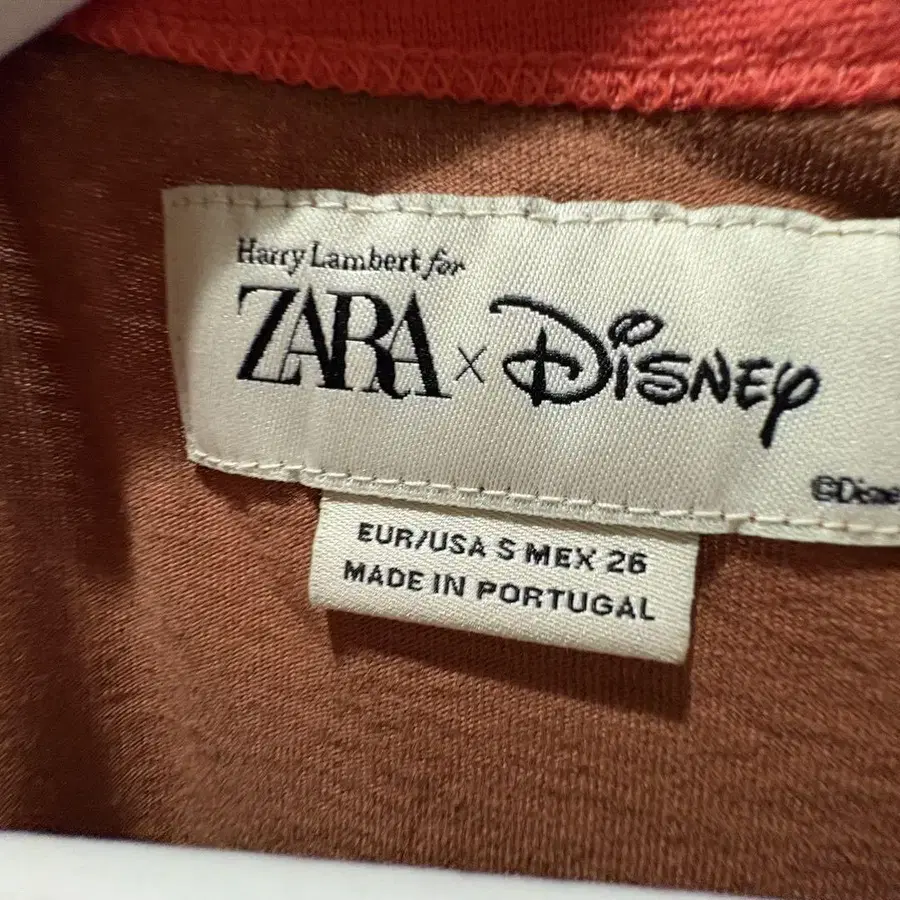 Harry Lambert for
ZARA x Disney
EUR/USA S MEX 26
MADE IN PORTUGAL